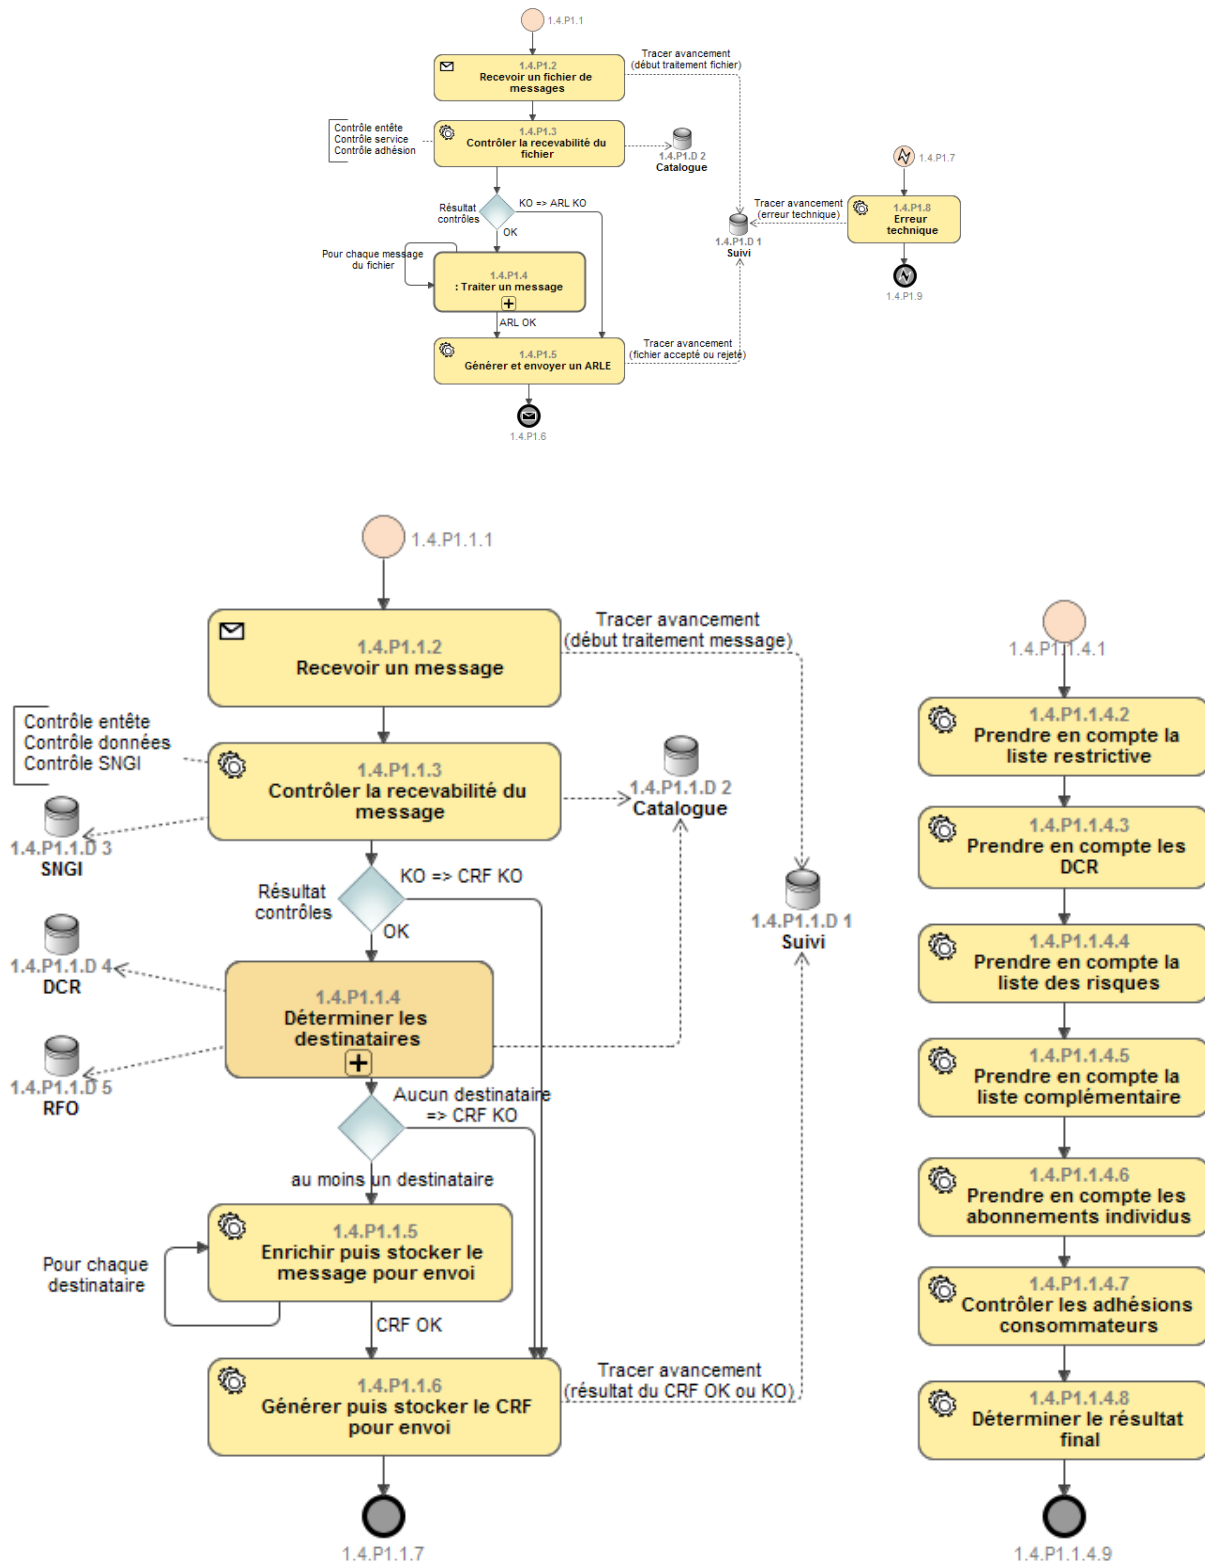 1.4.P1.1
1.4.P1.2
Recevoir un fichier de
messages
Tracer avancement
(début traitement fichier)
Contrôle entête
Contrôle service
Contrôle adhésion
1.4.P1.3
Contrôler la recevabilité du
fichier
1.4.P1.D 2
Catalogue
1.4.P1.7
Résultat
contrôles
KO => ARL KO
OK
Tracer avancement
(erreur technique)
1.4.P1.8
Erreur
technique
1.4.P1.D 1
Suivi
Pour chaque message
du fichier
1.4.P1.4
: Traiter un message
1.4.P1.9
ARL OK
1.4.P1.5
Générer et envoyer un ARLE
Tracer avancement
(fichier accepté ou rejeté)
1.4.P1.6
1.4.P1.1.1
1.4.P1.1.2
Recevoir un message
Tracer avancement
(début traitement message)
Contrôle entête
Contrôle données
Contrôle SNGI
1.4.P1.1.3
Contrôler la recevabilité du
message
1.4.P1.1.D 2
Catalogue
1.4.P1.1.D 3
SNGI
Résultat
contrôles
KO => CRF KO
OK
1.4.P1.1.D 1
Suivi
1.4.P1.1.D 4
DCR
1.4.P1.1.4
Déterminer les
destinataires
1.4.P1.1.D 5
RFO
Aucun destinataire
=> CRF KO
au moins un destinataire
1.4.P1.1.5
Enrichir puis stocker le
message pour envoi
Pour chaque
destinataire
CRF OK
1.4.P1.1.6
Générer puis stocker le CRF
pour envoi
Tracer avancement
(résultat du CRF OK ou KO)
1.4.P1.1.7
1.4.P1.1.4.1
1.4.P1.1.4.2
Prendre en compte la
liste restrictive
1.4.P1.1.4.3
Prendre en compte les
DCR
1.4.P1.1.4.4
Prendre en compte la
liste des risques
1.4.P1.1.4.5
Prendre en compte la
liste complémentaire
1.4.P1.1.4.6
Prendre en compte les
abonnements individus
1.4.P1.1.4.7
Contrôler les adhésions
consommateurs
1.4.P1.1.4.8
Déterminer le résultat
final
1.4.P1.1.4.9